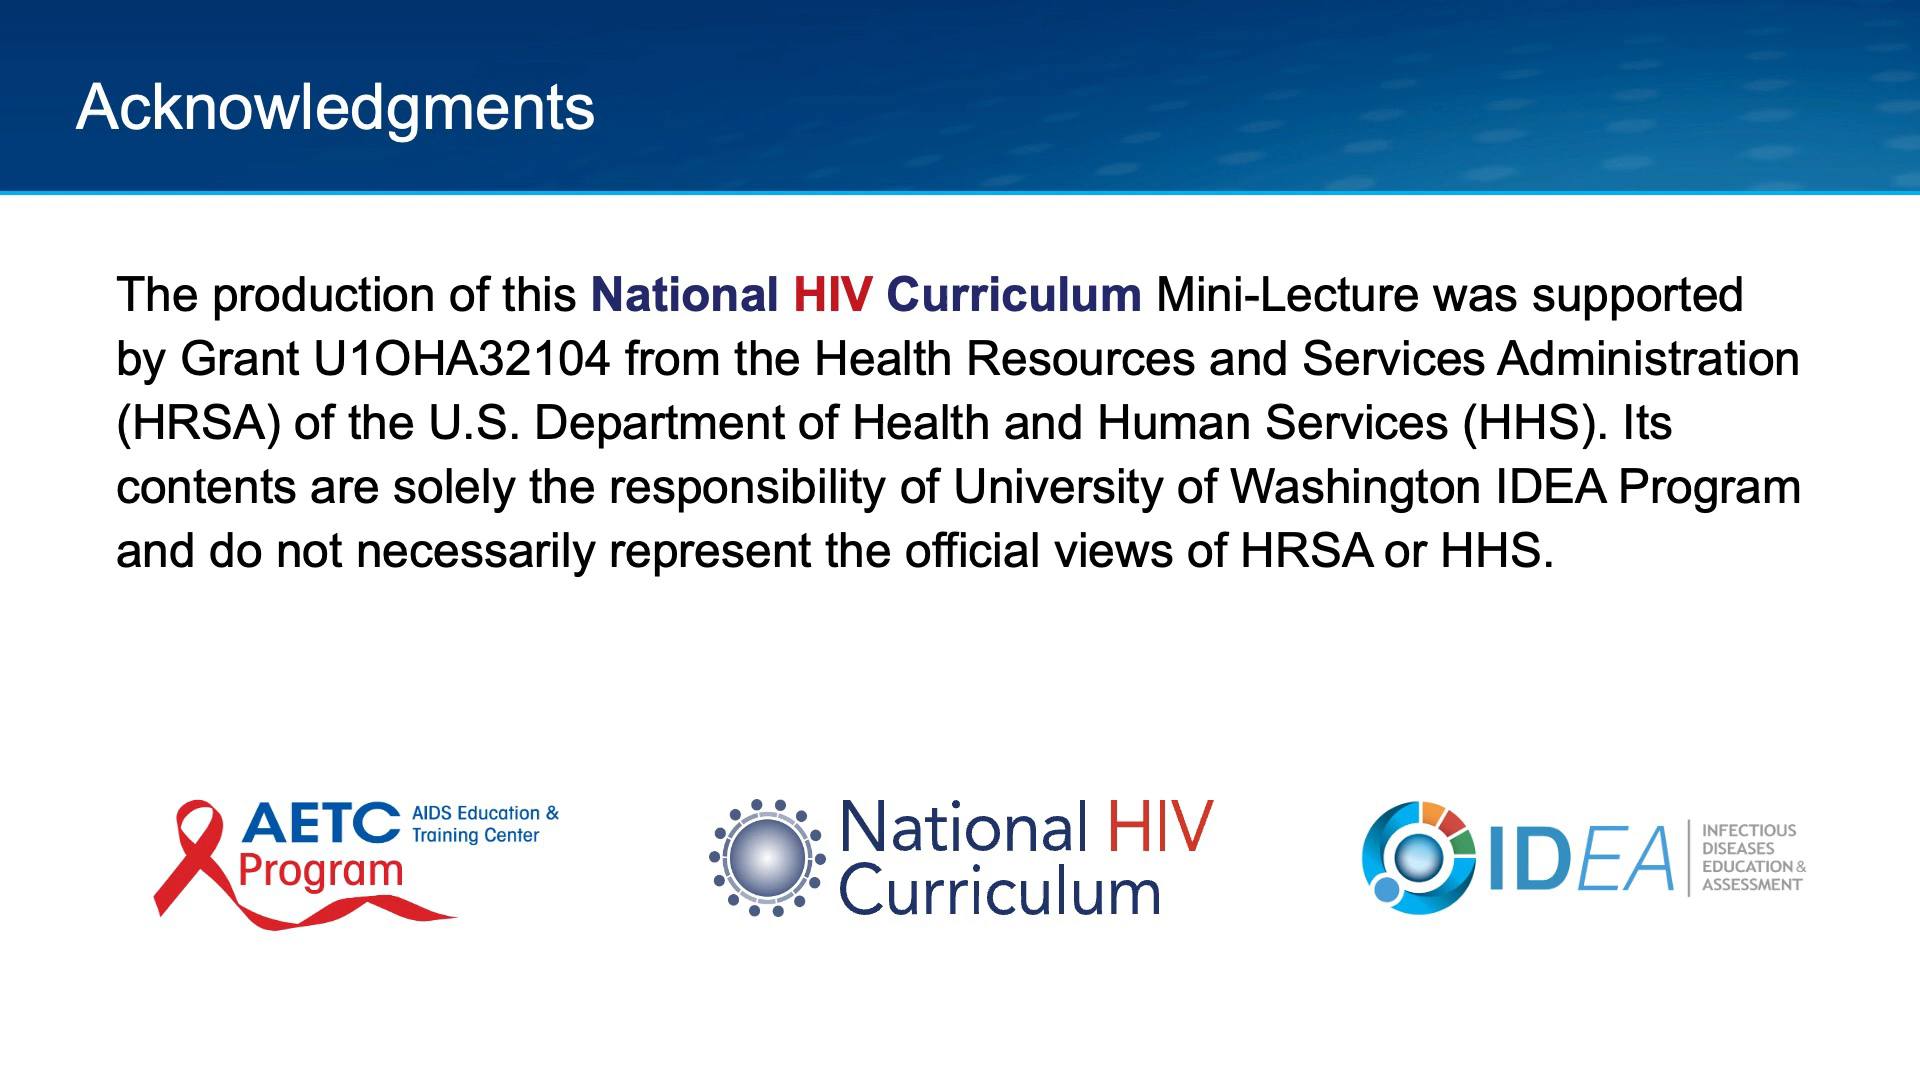 Acknowledgments
The production of this National HIV Curriculum Mini-Lecture was supported
by Grant U1OHA32104 from the Health Resources and Services Administration
(HRSA) of the U.S. Department of Health and Human Services (HHS). Its
contents are solely the responsibility of University of Washington IDEA Program
and do not necessarily represent the official views of HRSA or HHS.
AETC AIDS Education &
Training Center
Program
National HIV
Curriculum
IDEA
INFECTIOUS
DISEASES
EDUCATION &
ASSESSMENT